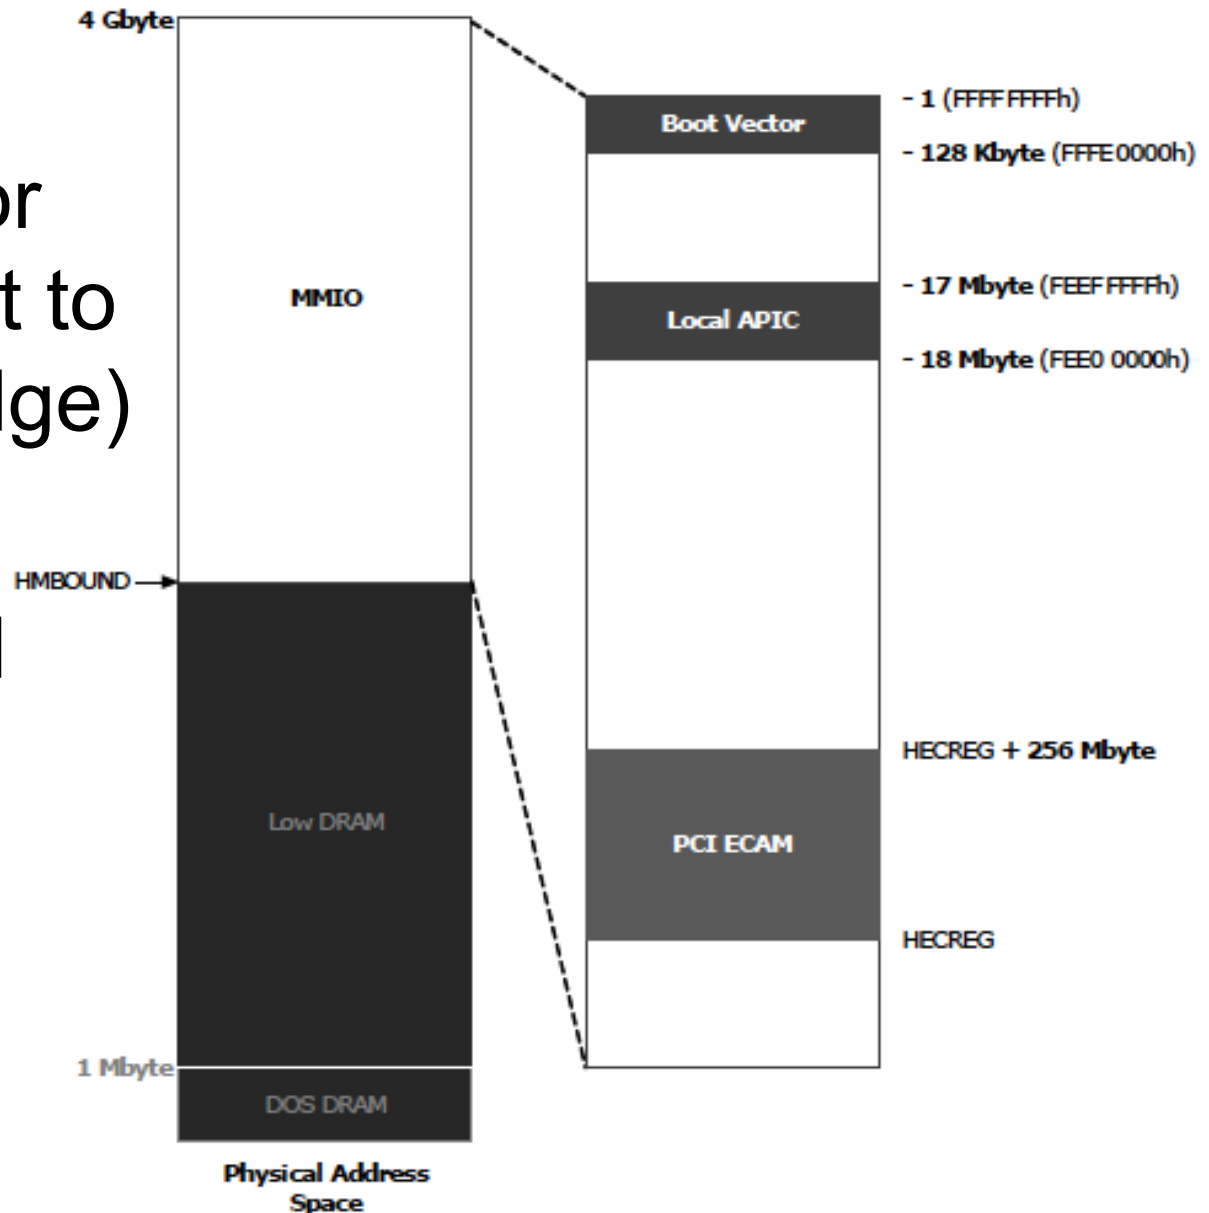 4 Gbyte
or
t to
lge)
MMIO
HMBOUND
Low DRAM
1 Mbyte
DOS DRAM
Physical Address
Space
Boot Vector
- 1 (FFFF FFFFh)
- 128 Kbyte (FFFE 0000h)
- 17 Mbyte (FEEF FFFFh)
Local APIC
- 18 Mbyte (FEE0 0000h)
HECREG + 256 Mbyte
PCI ECAM
HECREG